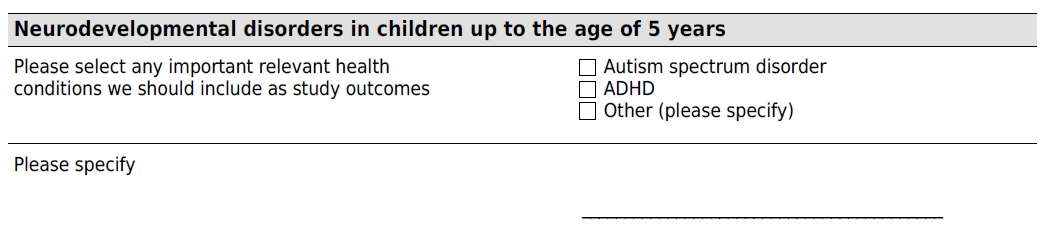 Neurodevelopmental disorders in children up to the age of 5 years
Please select any important relevant health
conditions we should include as study outcomes
Autism spectrum disorder
ADHD
Other (please specify)
Please specify